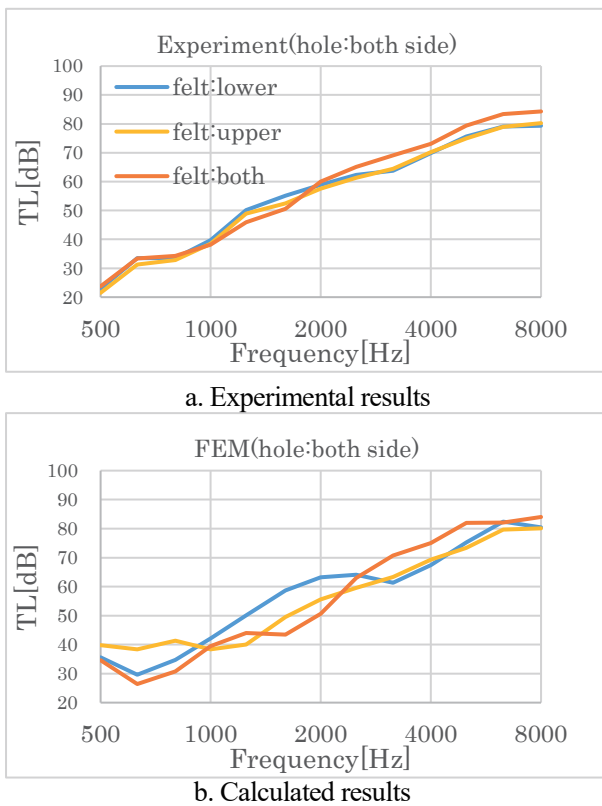 Experiment(hole:both side)
100
90
80
70
60
50
40
30
20
TL[dB]
felt:lower
felt:upper
felt:both
500 1000 2000 4000 8000
Frequency[Hz]
a. Experimental results
FEM(hole:both side)
100
90
80
70
60
50
40
30
20
TL[dB]
500 1000 2000 4000 8000
Frequency[Hz]
b. Calculated results